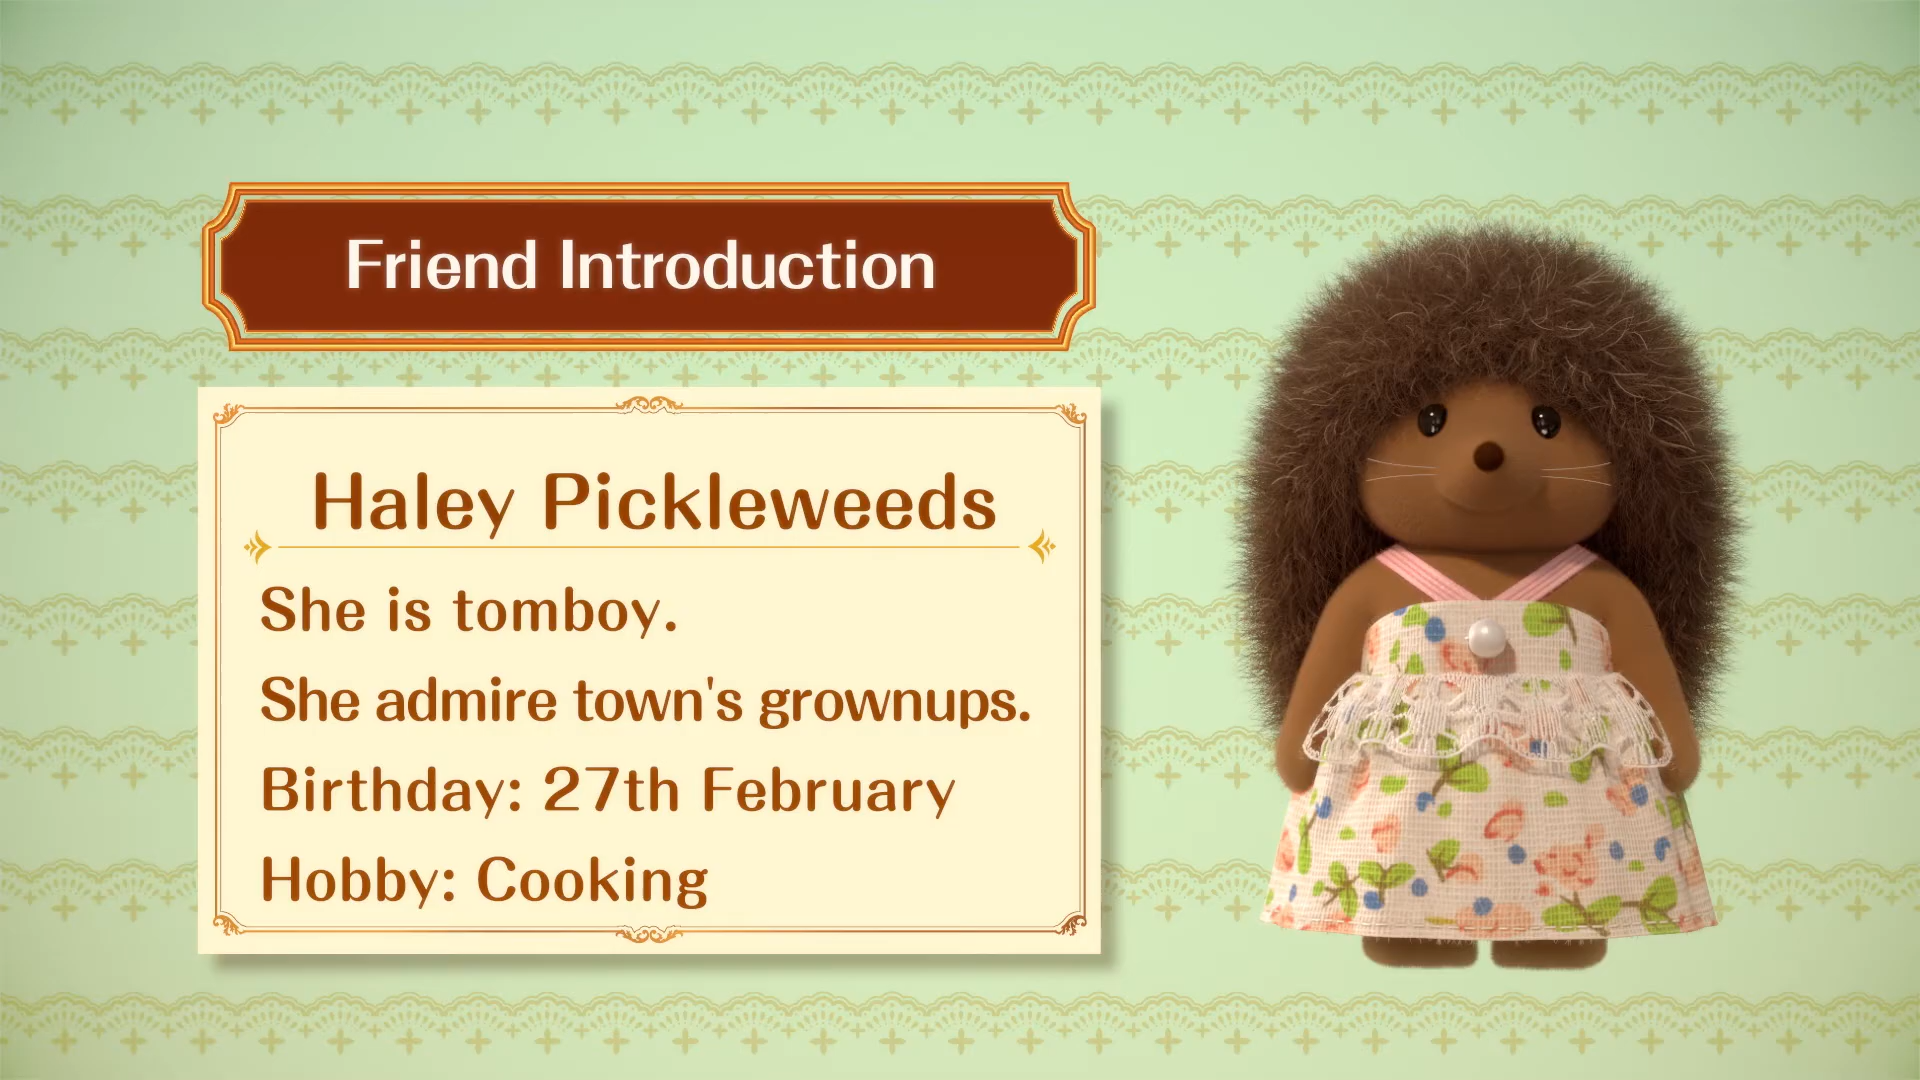 Friend Introduction
Haley Pickleweeds
She is tomboy.
She admire town's grownups.
Birthday: 27th February
Hobby: Cooking